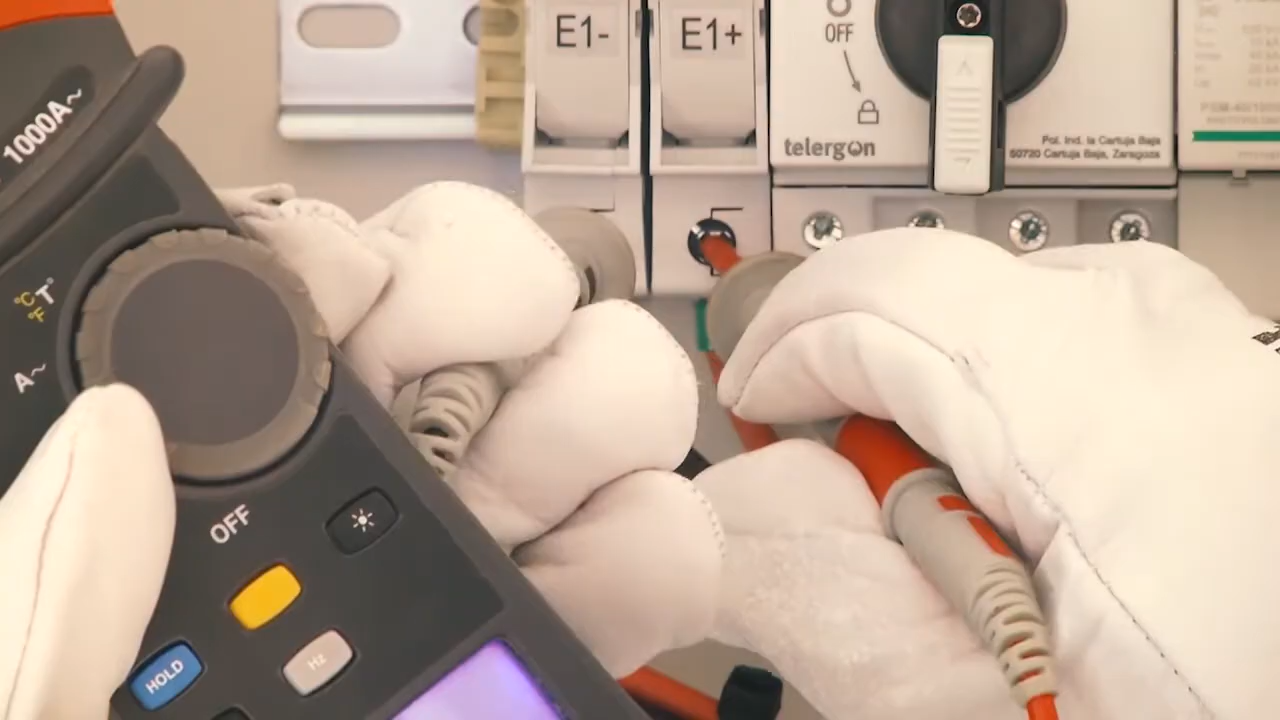 1000A~
°C
°F
T°
A~
OFF
HOLD
Hz
E1-
E1+
OFF
telergon
Pol. Ind. la Cartuja Baja
50720 Cartuja Baja, Zaragoza